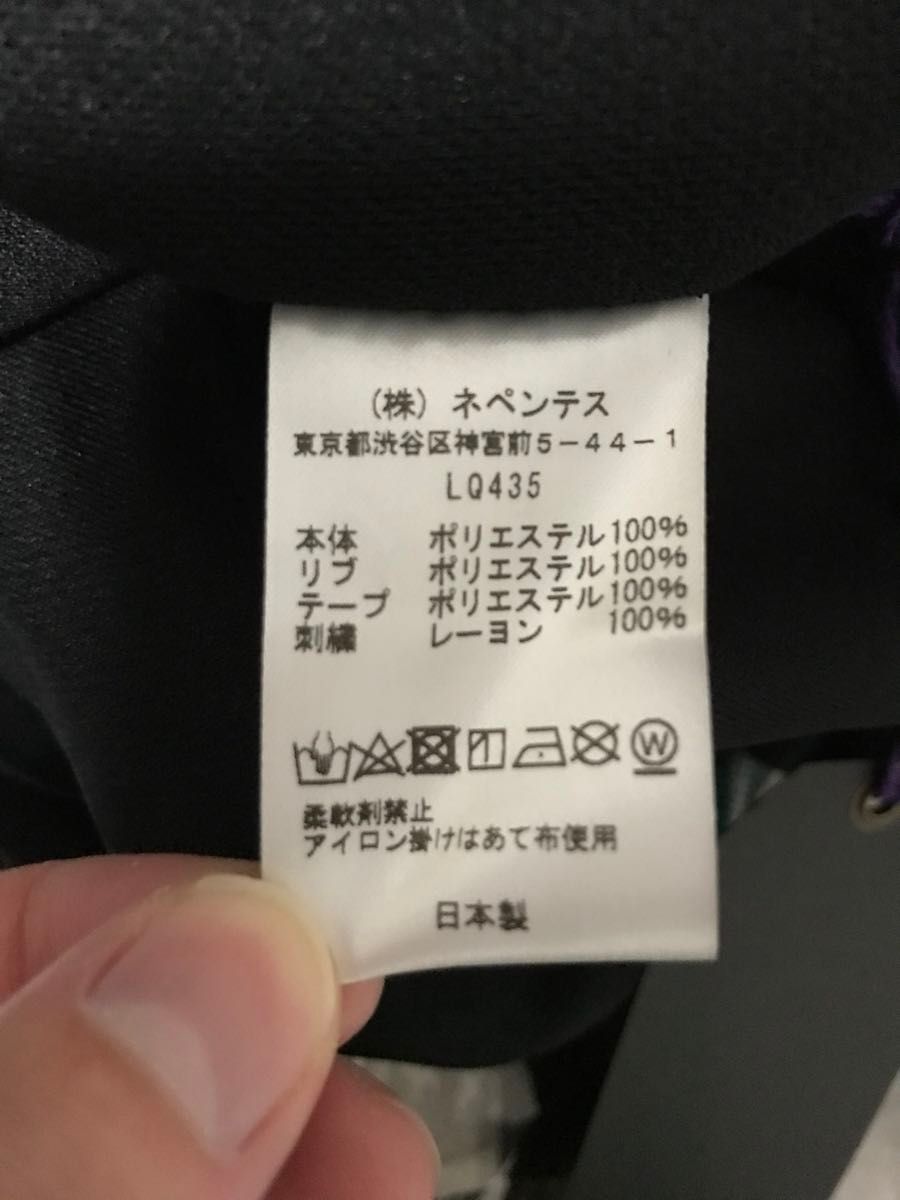 (株) ネペンテス
東京都渋谷区神宮前5-44-1
LQ435
本体 ポリエステル100%
リブ ポリエステル100%
テープ ポリエステル100%
刺繍 レーヨン 100%
W
柔軟剤禁止
アイロン掛けはあて布使用
日本製